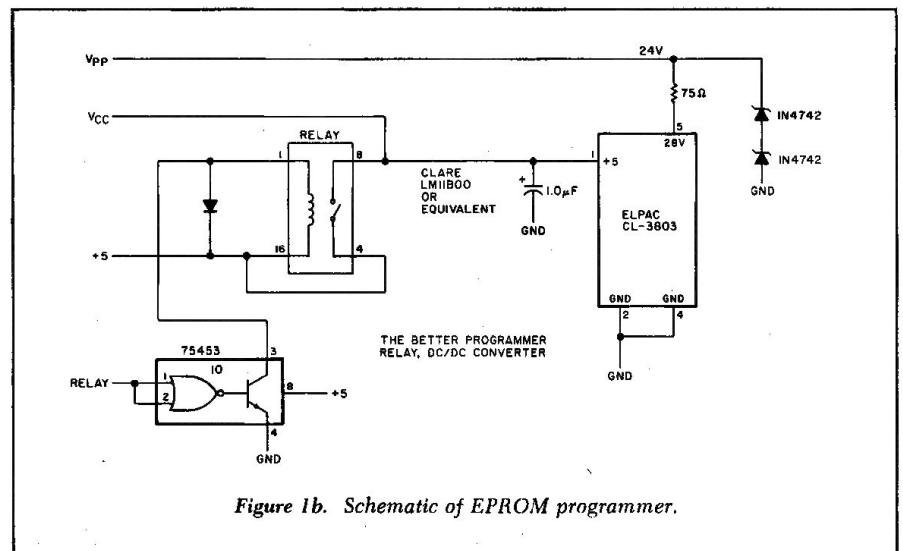 24V
VPP
75Ω
IN4742
VCC
RELAY
5
28V
1
8
1
+5
CLARE
LM11B00
OR
EQUIVALENT
+
1.0µF
IN4742
GND
ELPAC
CL-3803
GND
16
4
+5
GND GND
2
4
THE BETTER PROGRAMMER
RELAY, DC/DC CONVERTER
75453
3
GND
10
RELAY
1
8
+5
2
4
GND
Figure 1b. Schematic of EPROM programmer.